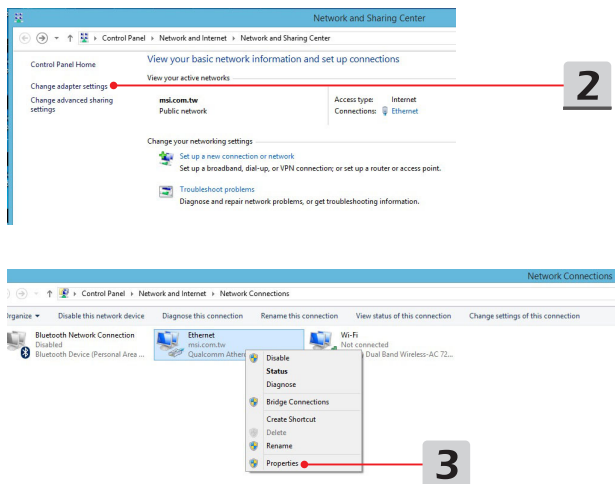 Network and Sharing Center
Control Panel ▸ Network and Internet ▸ Network and Sharing Center
Control Panel Home
Change adapter settings
Change advanced sharing
settings
View your basic network information and set up connections
View your active networks
msi.com.tw
Public network
Access type: Internet
Connections: Ethernet
Change your networking settings
Set up a new connection or network
Set up a broadband, dial-up, or VPN connection; or set up a router or access point.
Troubleshoot problems
Diagnose and repair network problems, or get troubleshooting information.
2
Network Connections
Control Panel ▸ Network and Internet ▸ Network Connections
rganize ▾ Disable this network device Diagnose this connection Rename this connection View status of this connection Change settings of this connection
Bluetooth Network Connection
Disabled
Bluetooth Device (Personal Area ...
Ethernet
msi.com.tw
Qualcomm Ather
Wi-Fi
Not connected
Dual Band Wireless-AC 72...
Disable
Status
Diagnose
Bridge Connections
Create Shortcut
Delete
Rename
Properties
3